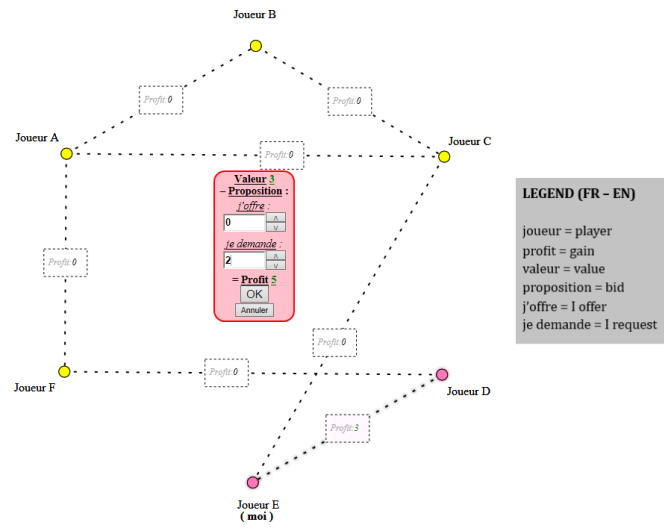 Joueur B
Profit:0
Profit:0
Joueur A
Joueur C
Profit:0
Valeur 3
– Proposition :
j'offre :
0
je demande :
2
= Profit 5
OK
Annuler
Profit:0
Profit:0
Profit:0
Joueur F
Joueur D
Profit:3
Joueur E
( moi )
LEGEND (FR – EN)
joueur = player
profit = gain
valeur = value
proposition = bid
j'offre = I offer
je demande = I request